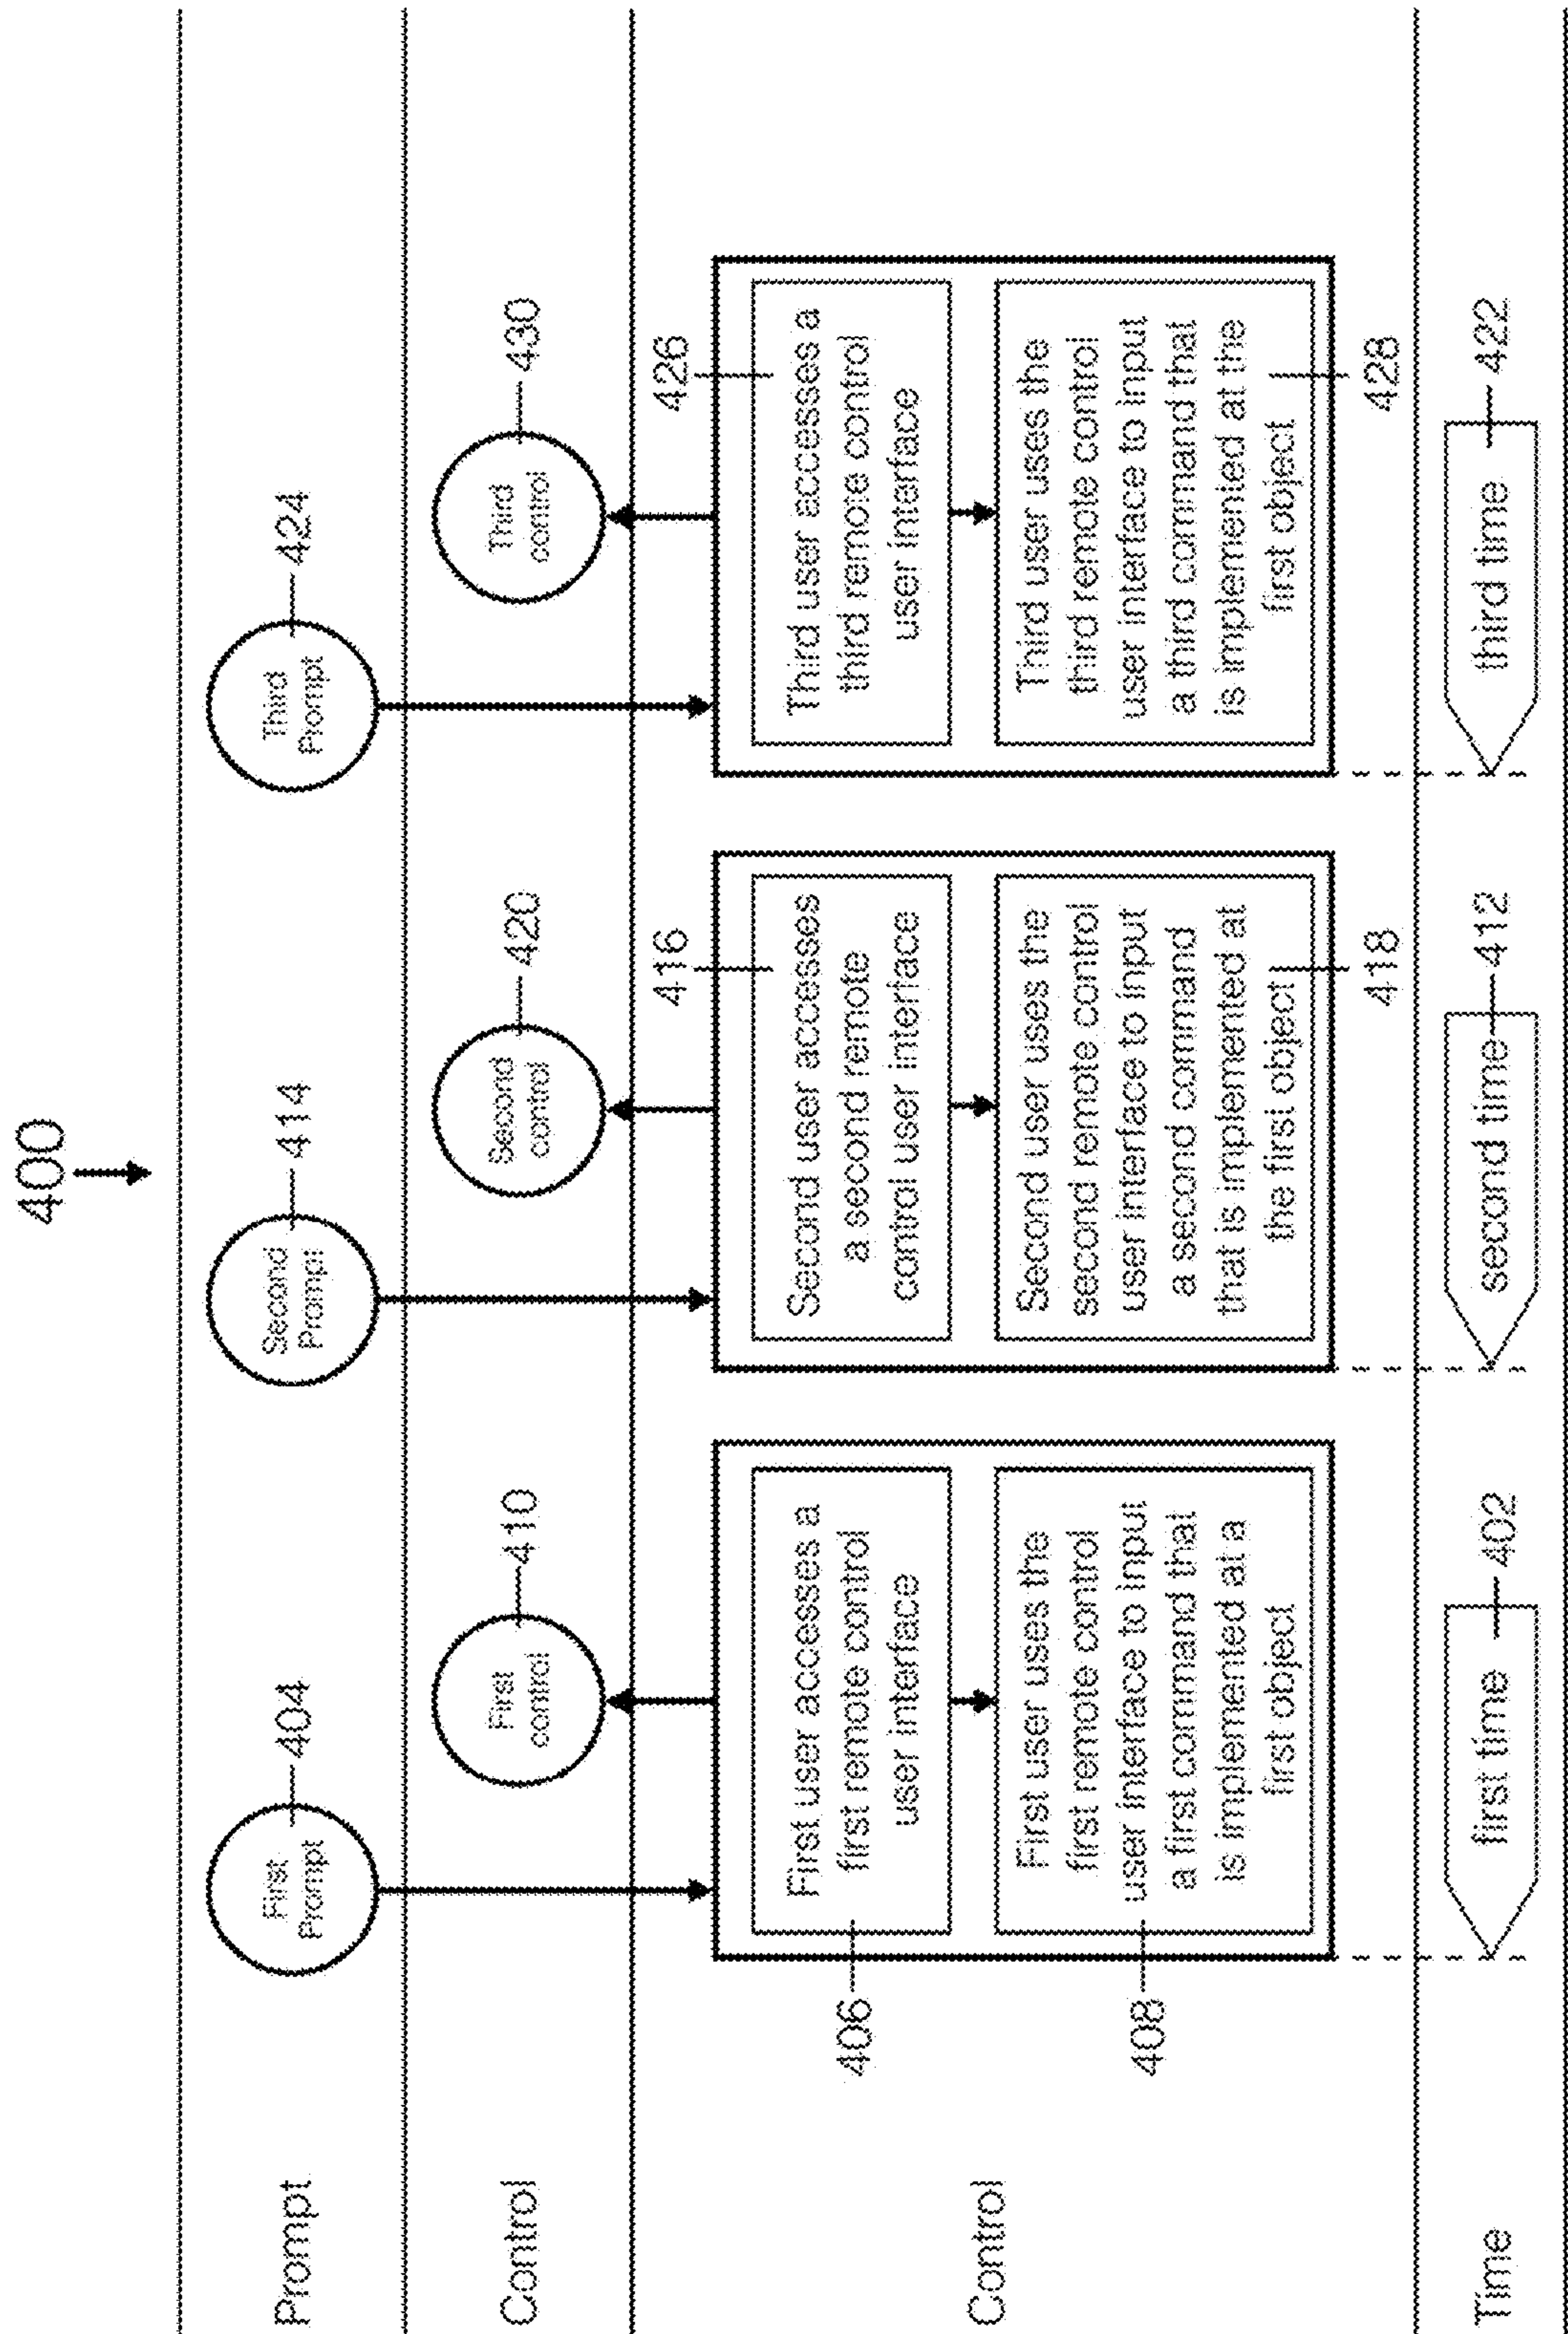 400
Prompt
First
Prompt
404
Second
Prompt
414
Third
Prompt
424
Control
First
control
410
Second
control
420
Third
control
430
Control
406
First user accesses a
first remote control
user interface
408
First user uses the
first remote control
user interface to input
a first command that
is implemented at a
first object
416
Second user accesses
a second remote
control user interface
Second user uses the
second remote control
user interface to input
a second command
that is implemented at
the first object
418
426
Third user accesses a
third remote control
user interface
Third user uses the
third remote control
user interface to input
a third command that
is implemented at the
first object
428
Time
first time
402
second time
412
third time
422